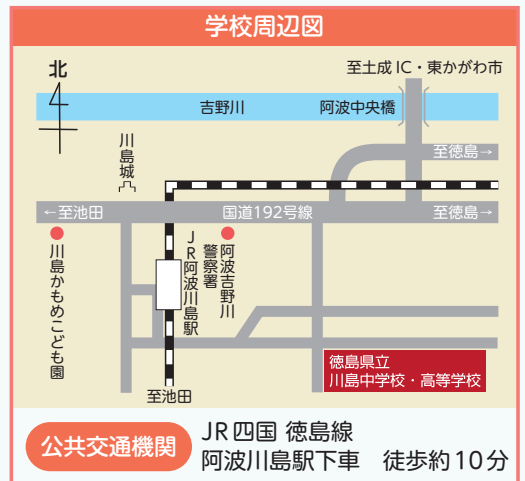 学校周辺図
北
至土成IC・東かがわ市
吉野川
阿波中央橋
川島城
至徳島→
←至池田
国道192号線
至徳島→
川島かもめこども園
JR阿波川島駅
阿波吉野川
警察署
徳島県立
川島中学校・高等学校
至池田
公共交通機関
JR四国 徳島線
阿波川島駅下車　徒歩約10分